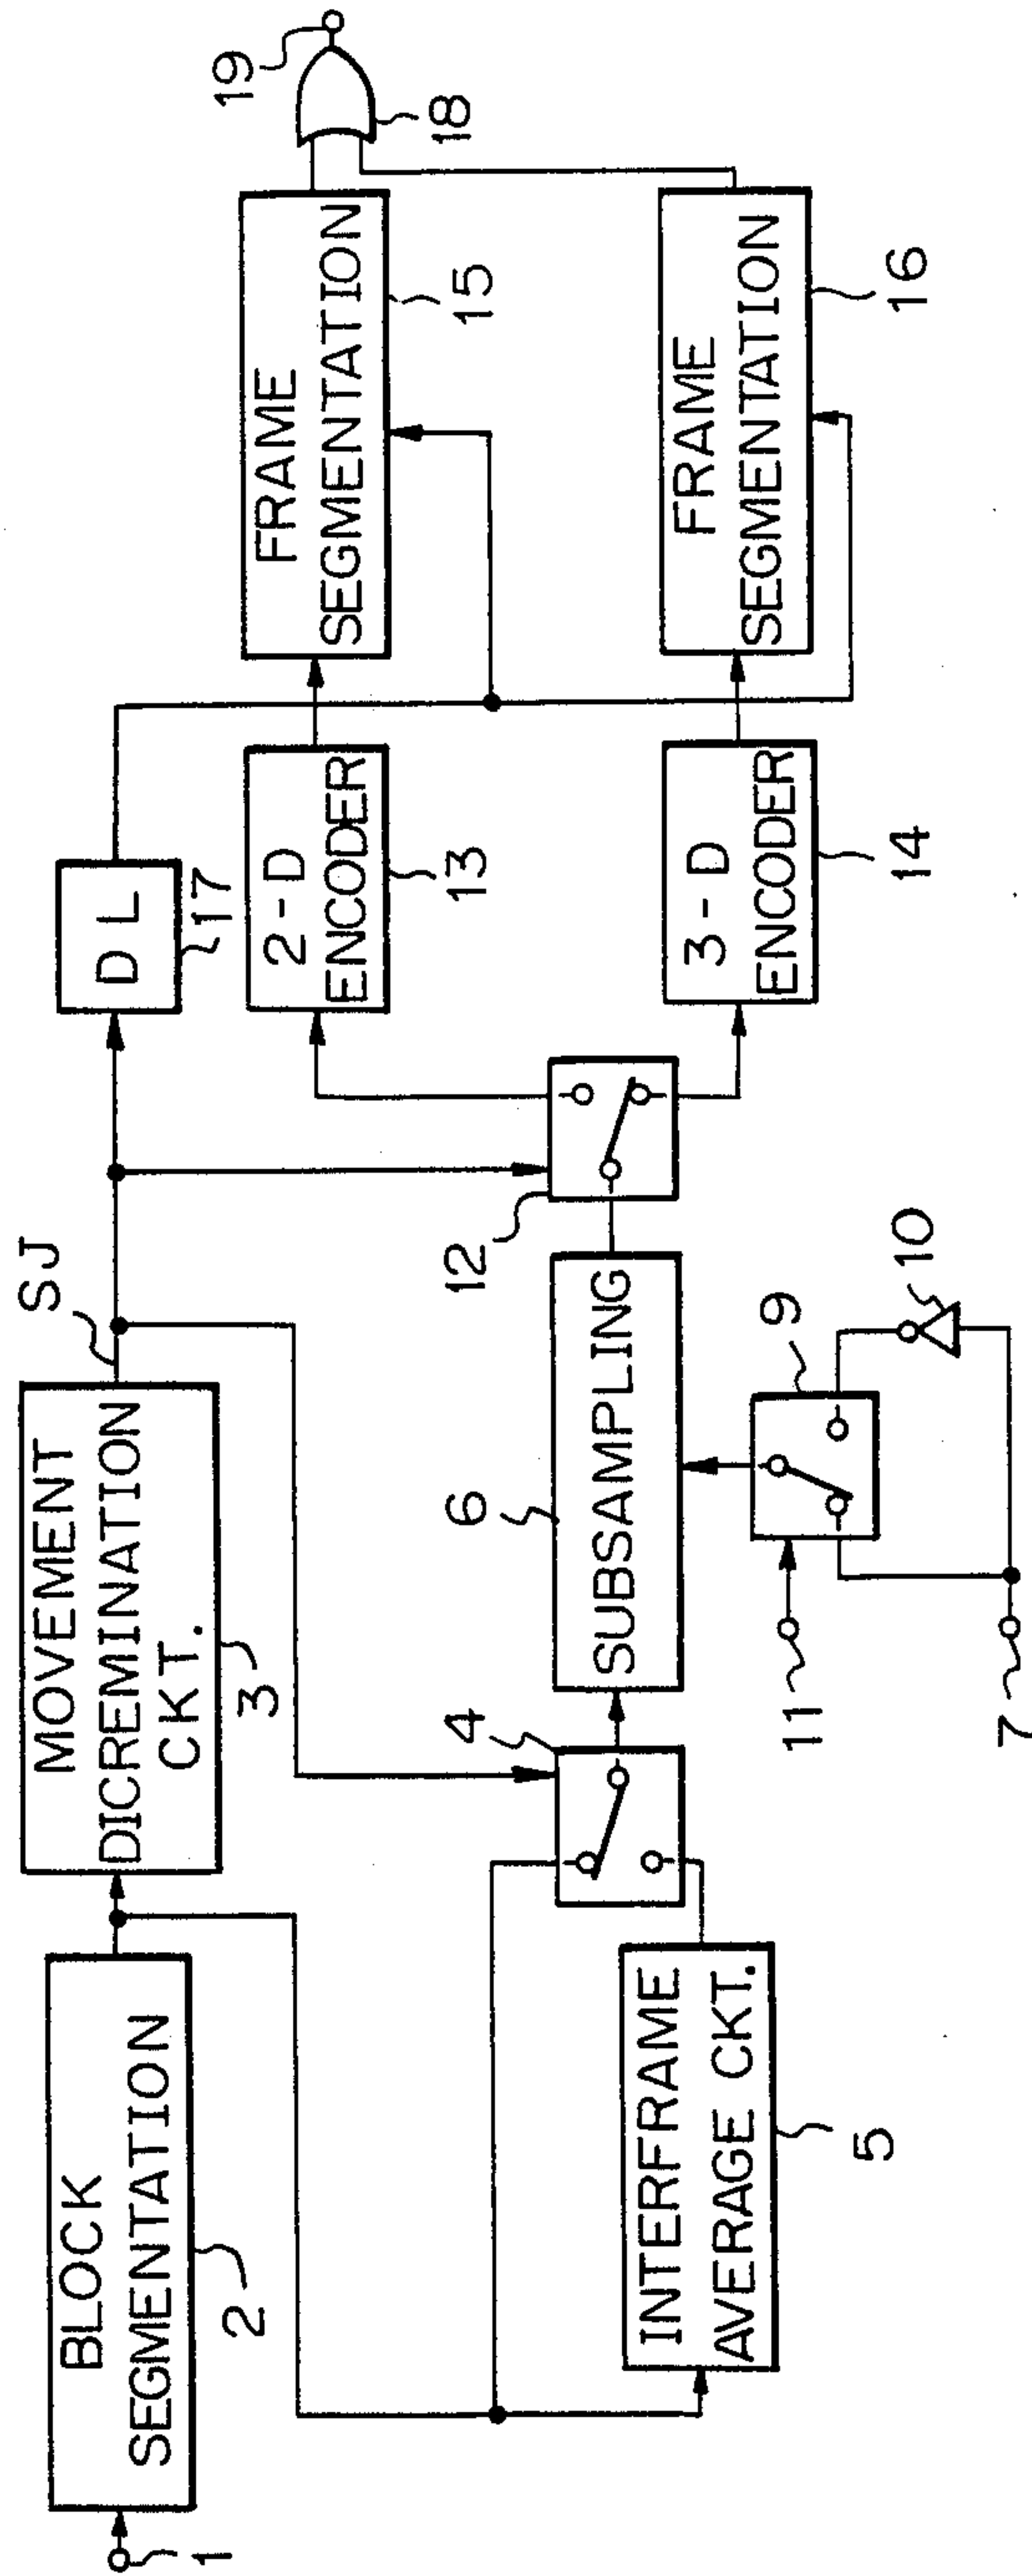 1
BLOCK
SEGMENTATION
2
MOVEMENT
DICREMINATION
CKT.
3
SJ
D L
17
INTERFRAME
AVERAGE CKT.
5
4
SUBSAMPLING
6
7
9
10
11
12
2-D
ENCODER
13
3-D
ENCODER
14
FRAME
SEGMENTATION
15
FRAME
SEGMENTATION
16
18
19